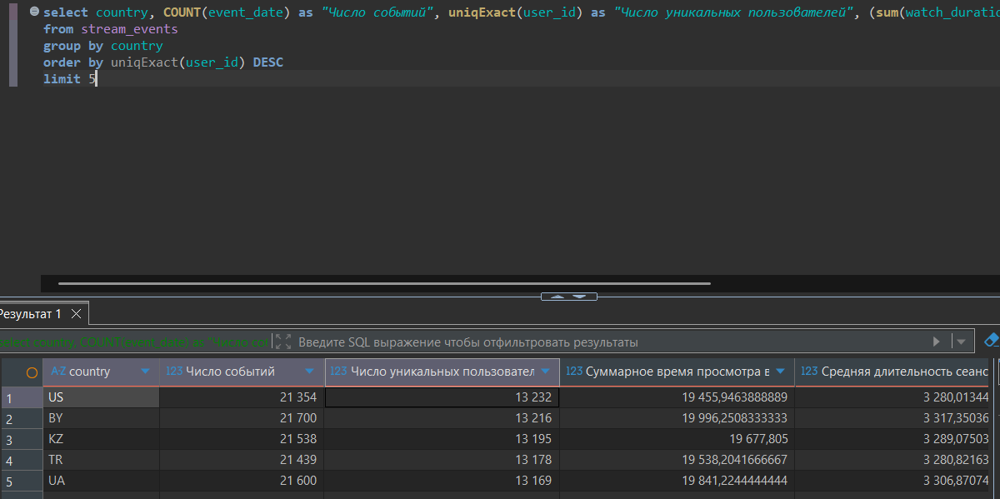 select country, COUNT(event_date) as "Число событий", uniqExact(user_id) as "Число уникальных пользователей", (sum(watch_duratio
from stream_events
group by country
order by uniqExact(user_id) DESC
limit 5
Результат 1
select country, COUNT(event_date) as "Число соб
Введите SQL выражение чтобы отфильтровать результаты
A-Z country 123 Число событий 123 Число уникальных пользовател 123 Суммарное время просмотра в 123 Средняя длительность сеанс
1 US 21 354 13 232 19 455,9463888889 3 280,01344
2 BY 21 700 13 216 19 996,2508333333 3 317,35036
3 KZ 21 538 13 195 19 677,805 3 289,07503
4 TR 21 439 13 178 19 538,2041666667 3 280,82163
5 UA 21 600 13 169 19 841,2244444444 3 306,87074